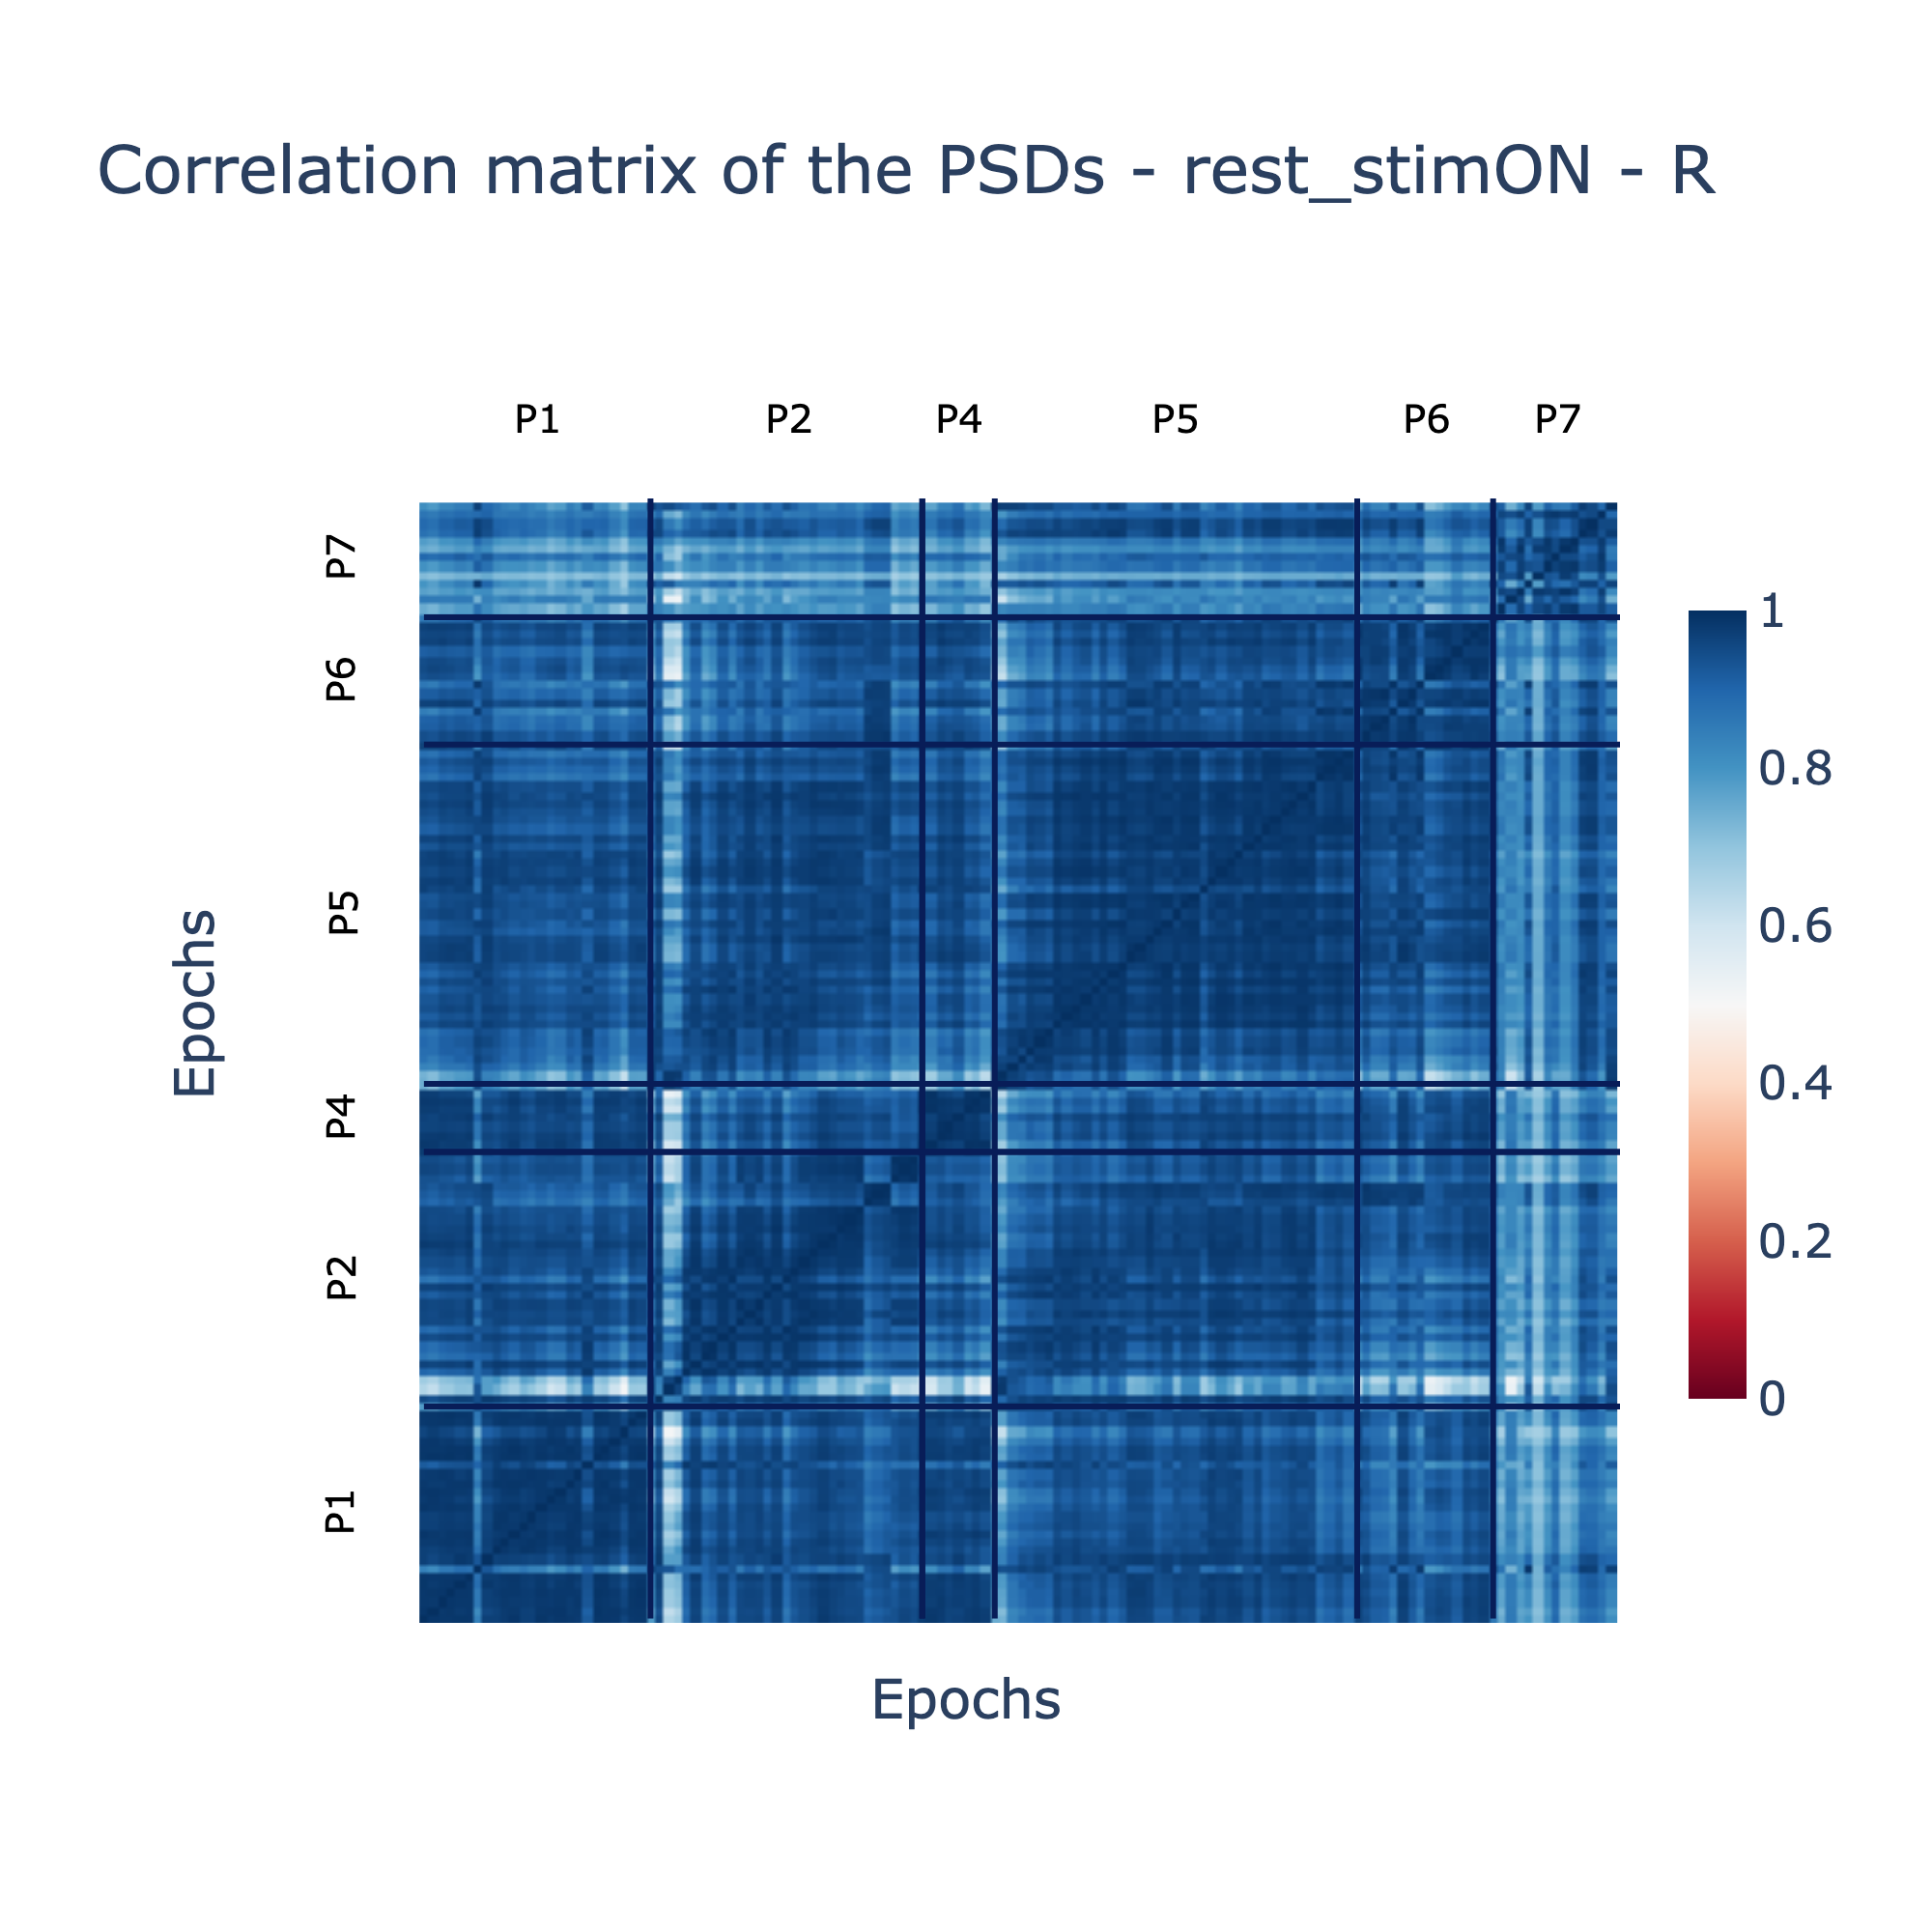 Correlation matrix of the PSDs - rest_stimON - R
P1 P2 P4 P5 P6 P7
P7
P6
P5
P4
P2
P1
Epochs
1
0.8
0.6
0.4
0.2
0
Epochs